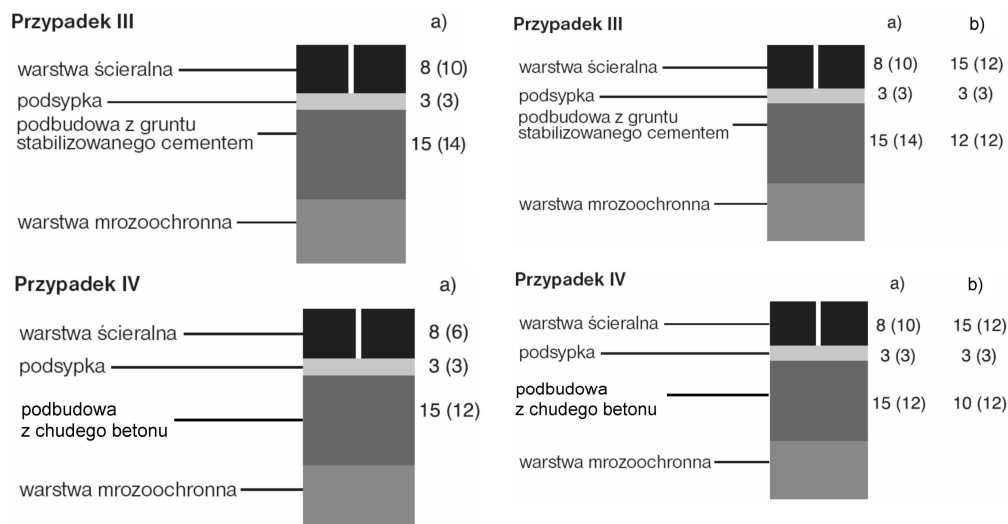 Przypadek III
a)
warstwa ścieralna
8 (10)
podsypka
3 (3)
podbudowa z gruntu
stabilizowanego cementem
15 (14)
warstwa mrozoochronna
Przypadek III
a) b)
warstwa ścieralna
8 (10) 15 (12)
podsypka
3 (3) 3 (3)
podbudowa z gruntu
stabilizowanego cementem
15 (14) 12 (12)
warstwa mrozoochronna
Przypadek IV
a)
warstwa ścieralna
8 (6)
podsypka
3 (3)
podbudowa
z chudego betonu
15 (12)
warstwa mrozoochronna
Przypadek IV
a) b)
warstwa ścieralna
8 (10) 15 (12)
podsypka
3 (3) 3 (3)
podbudowa
z chudego betonu
15 (12) 10 (12)
warstwa mrozoochronna